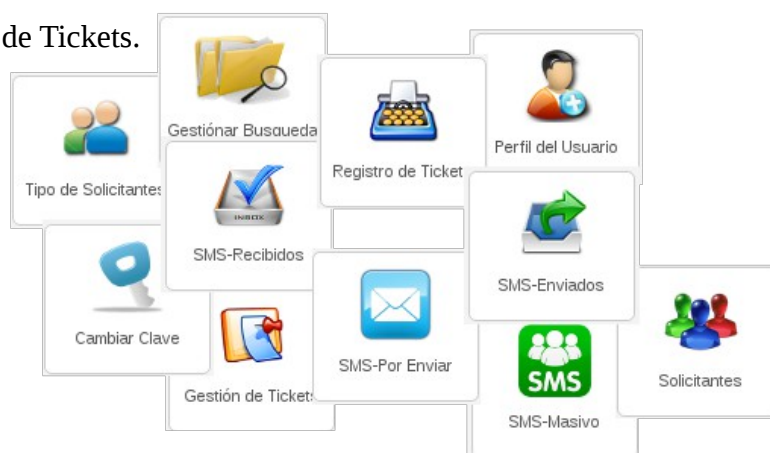 de Tickets.
Gestiónar Busqueda
Perfil del Usuario
Registro de Ticket
Tipo de Solicitantes
INBOX
SMS-Recibidos
SMS-Enviados
Cambiar Clave
SMS-Por Enviar
SMS
Solicitantes
Gestión de Tickets
SMS-Masivo